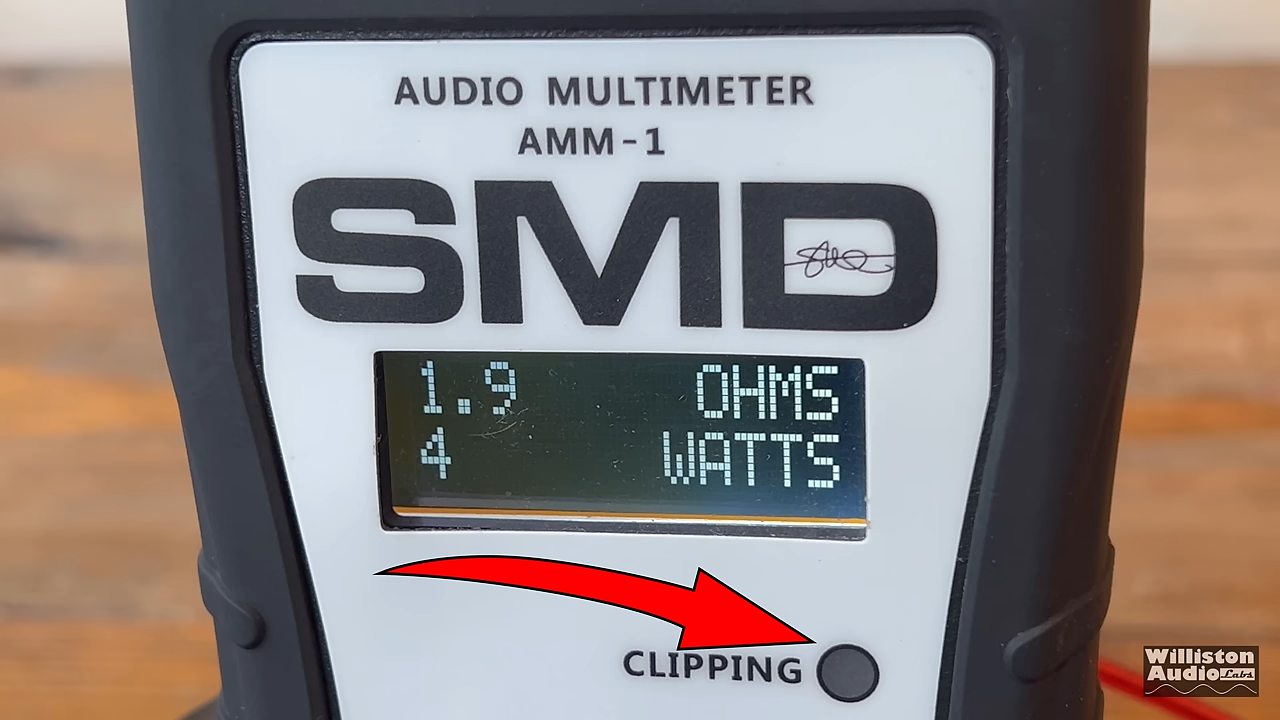 AUDIO MULTIMETER
AMM-1
SMD
1.9 OHMS
4 WATTS
CLIPPING
Williston
Audio Labs